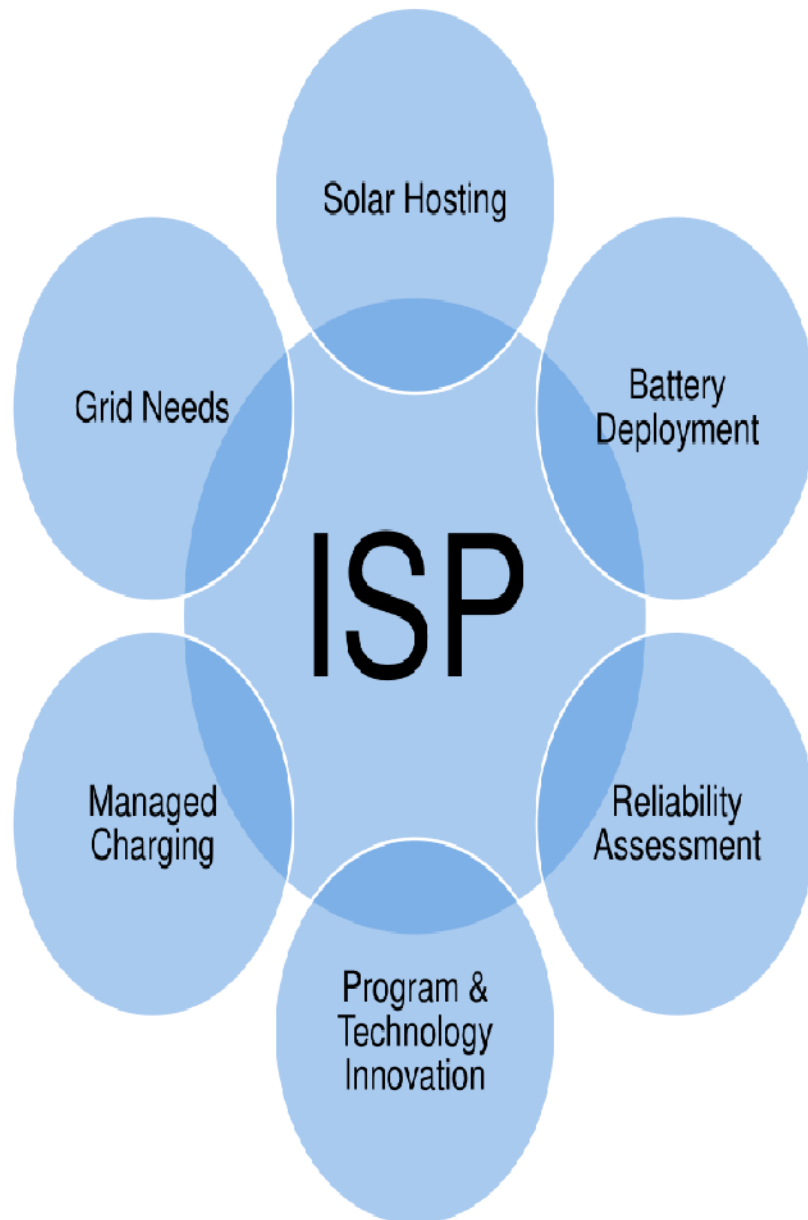 Solar Hosting
Grid Needs
Battery
Deployment
ISP
Managed
Charging
Reliability
Assessment
Program &
Technology
Innovation